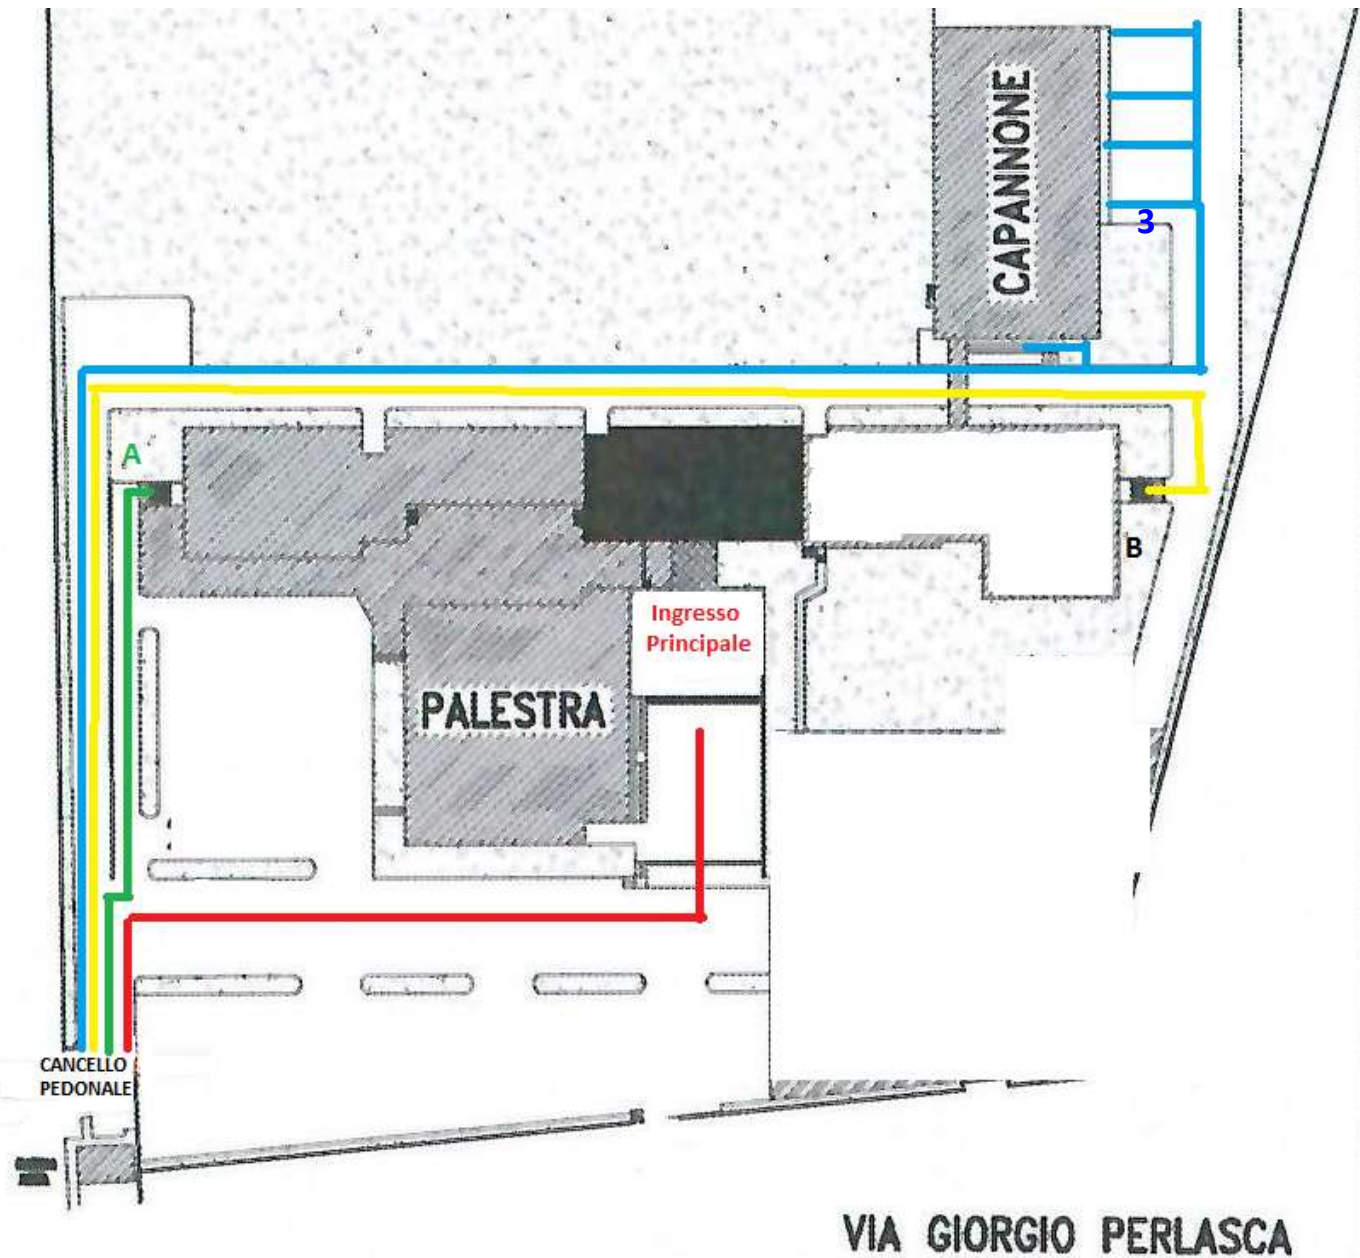 CAPANNONE
3
A
B
Ingresso
Principale
PALESTRA
CANCELLO
PEDONALE
VIA GIORGIO PERLASCA